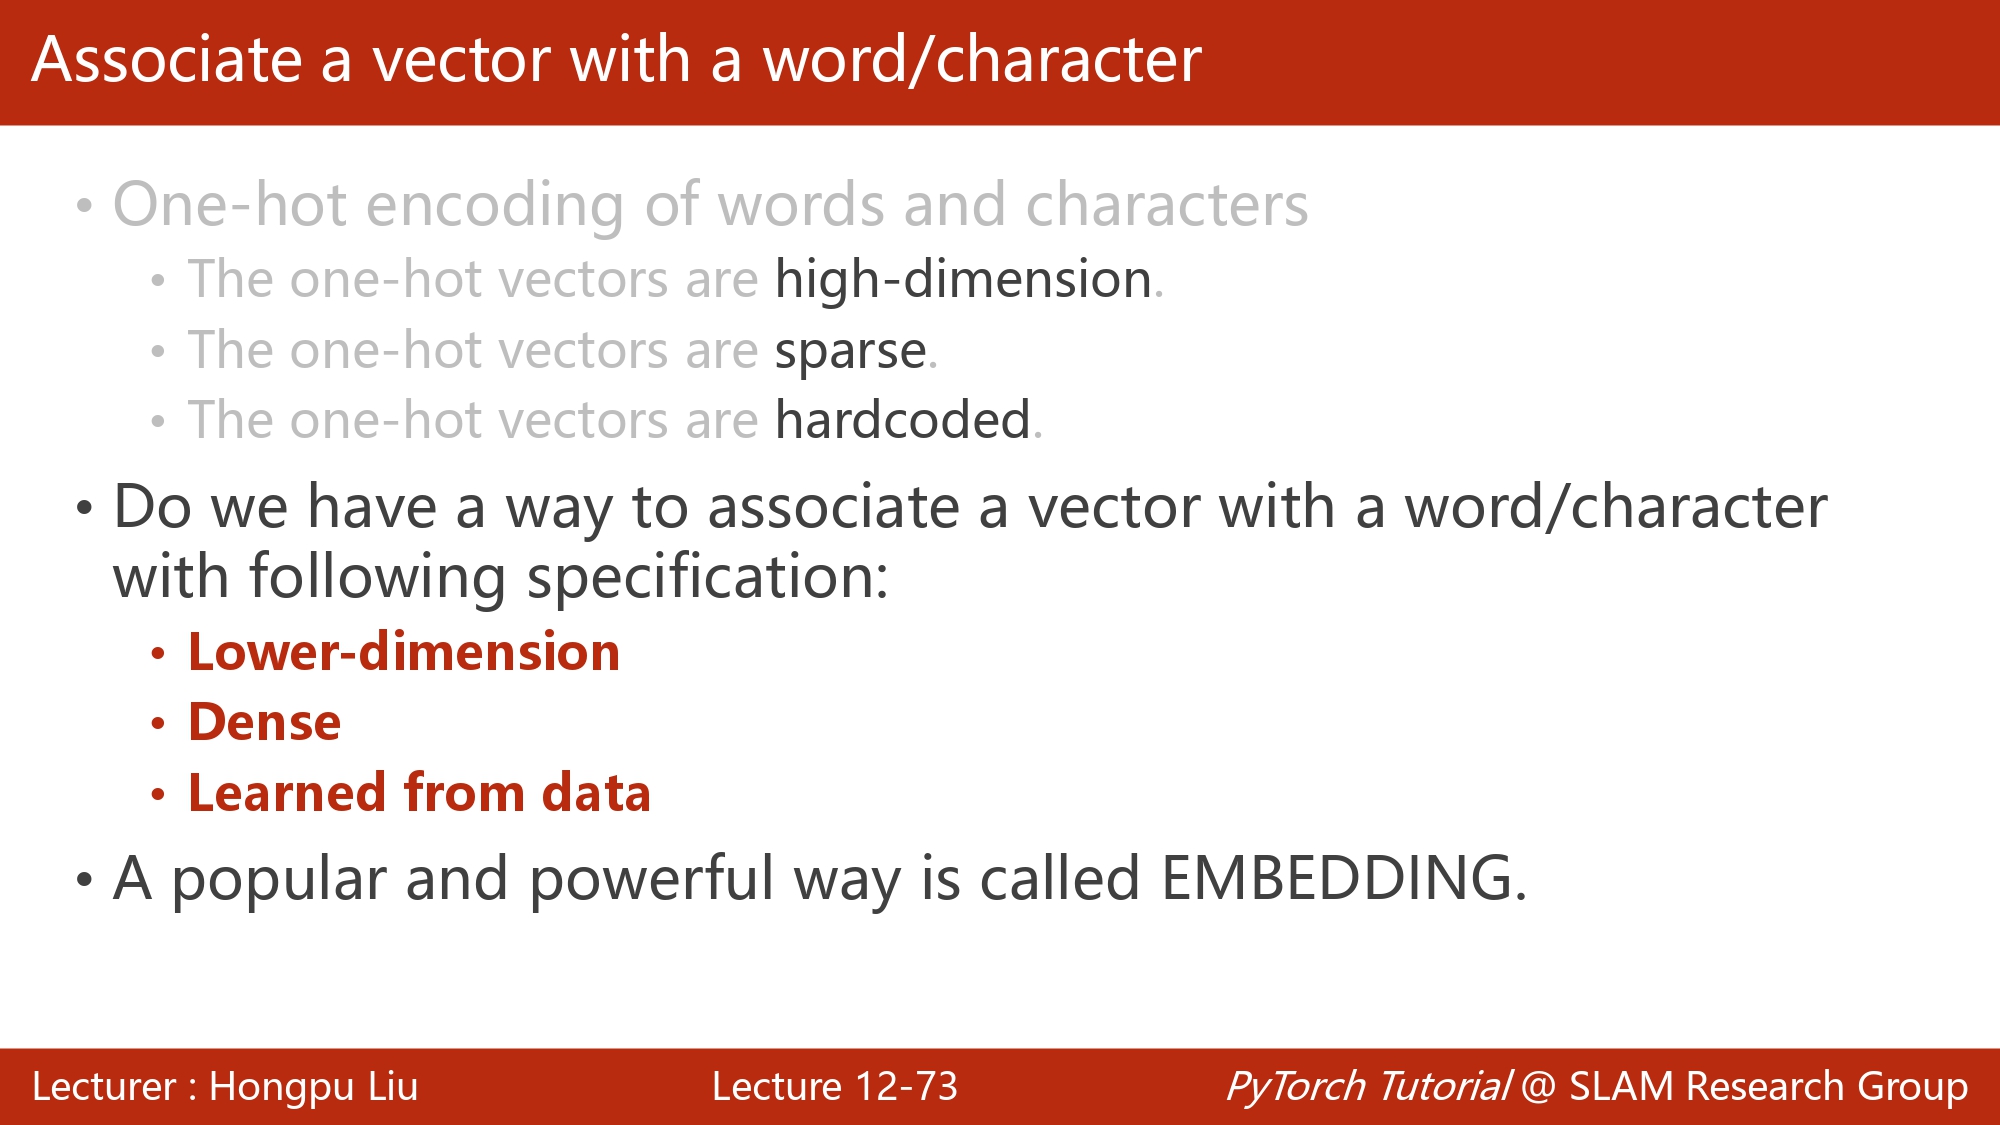 Associate a vector with a word/character
• One-hot encoding of words and characters
• The one-hot vectors are high-dimension.
• The one-hot vectors are sparse.
• The one-hot vectors are hardcoded.
• Do we have a way to associate a vector with a word/character
with following specification:
• Lower-dimension
• Dense
• Learned from data
• A popular and powerful way is called EMBEDDING.
Lecturer : Hongpu Liu Lecture 12-73 PyTorch Tutorial @ SLAM Research Group